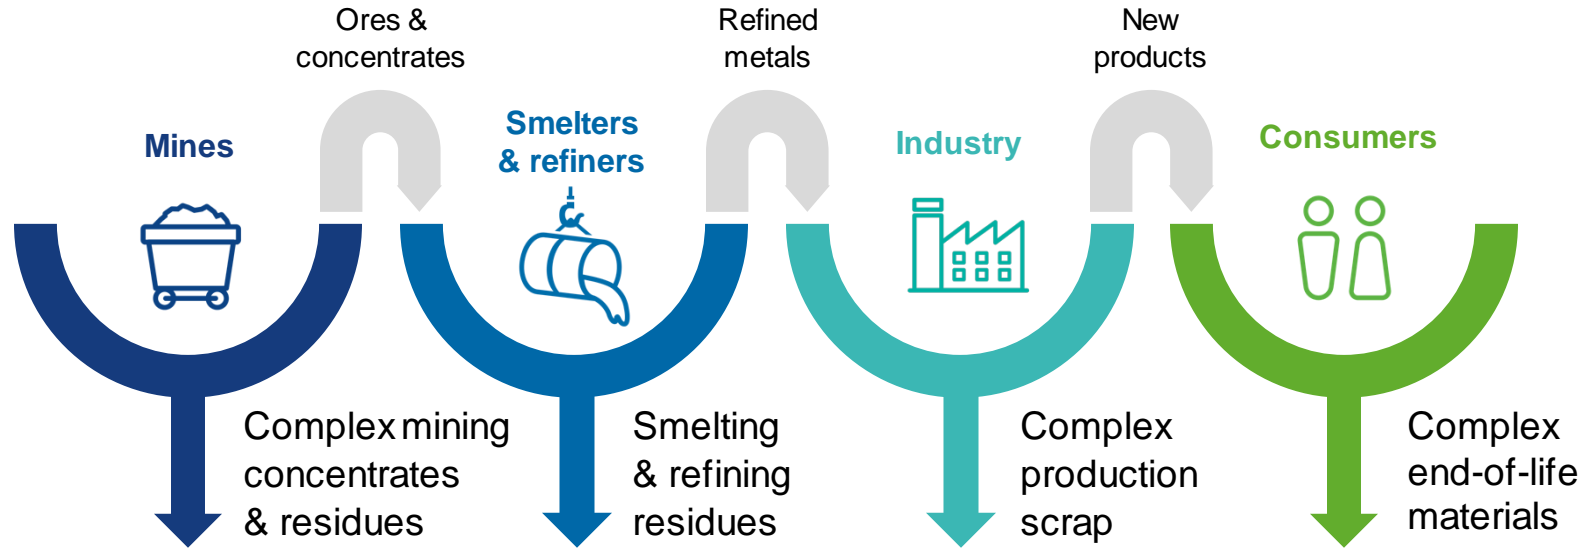 Ores &
concentrates
Refined
metals
New
products
Mines
Smelters
& refiners
Industry
Consumers
Complex mining
concentrates
& residues
Smelting
& refining
residues
Complex
production
scrap
Complex
end-of-life
materials